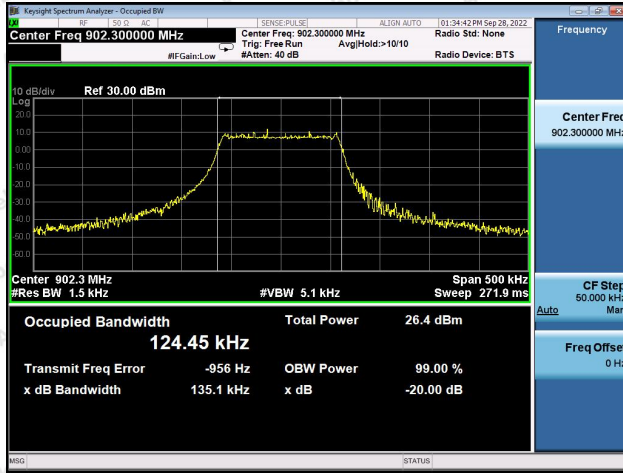 Keysight Spectrum Analyzer - Occupied BW
RF 50 Ω AC SENSE:PULSE ALIGN AUTO 01:34:42 PM Sep 28, 2022
Center Freq 902.300000 MHz
Center Freq: 902.300000 MHz Radio Std: None
Trig: Free Run Avg|Hold:>10/10
#IFGain:Low #Atten: 40 dB Radio Device: BTS
10 dB/div Ref 30.00 dBm
Log
20.0
10.0
0.00
-10.0
-20.0
-30.0
-40.0
-50.0
-60.0
Center 902.3 MHz Span 500 kHz
#Res BW 1.5 kHz #VBW 5.1 kHz Sweep 271.9 ms
Occupied Bandwidth Total Power 26.4 dBm
124.45 kHz
Transmit Freq Error -956 Hz OBW Power 99.00 %
x dB Bandwidth 135.1 kHz x dB -20.00 dB
MSG STATUS
Frequency
Center Freq
902.300000 MHz
CF Step
50.000 kHz
Auto Man
Freq Offset
0 Hz